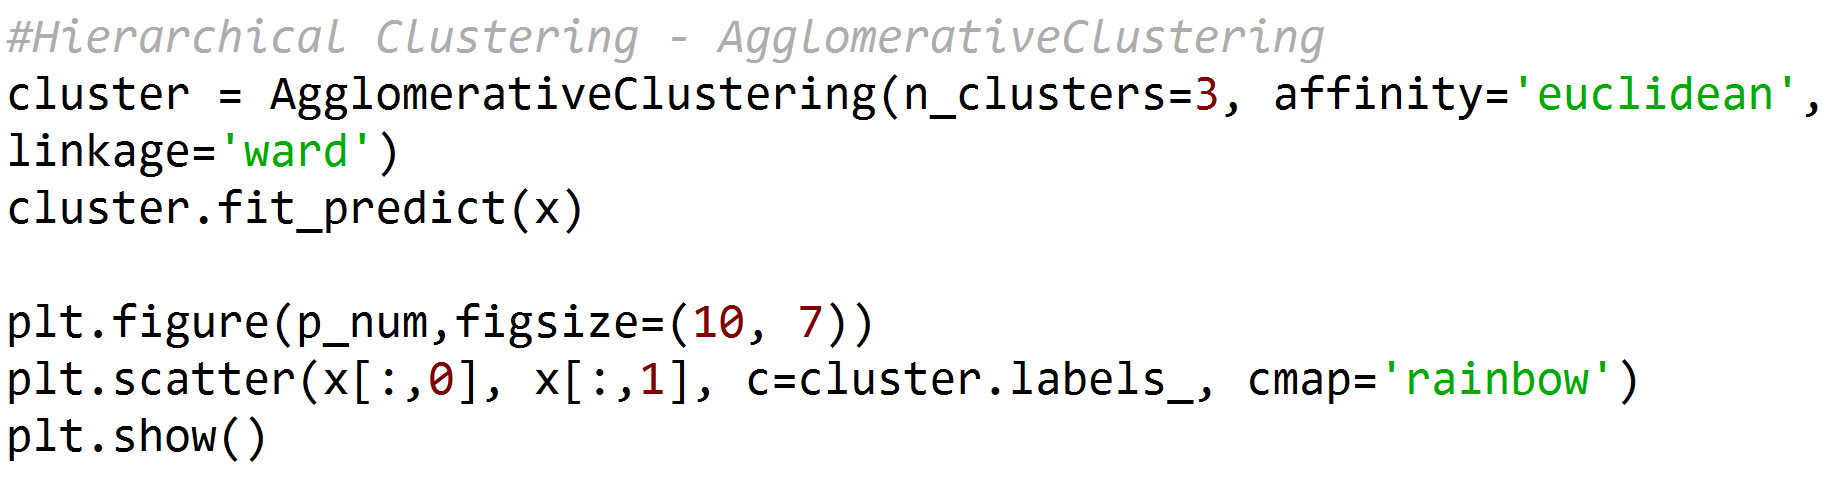 #Hierarchical Clustering - AgglomerativeClustering
cluster = AgglomerativeClustering(n_clusters=3, affinity='euclidean',
linkage='ward')
cluster.fit_predict(x)
plt.figure(p_num,figsize=(10, 7))
plt.scatter(x[:,0], x[:,1], c=cluster.labels_, cmap='rainbow')
plt.show()